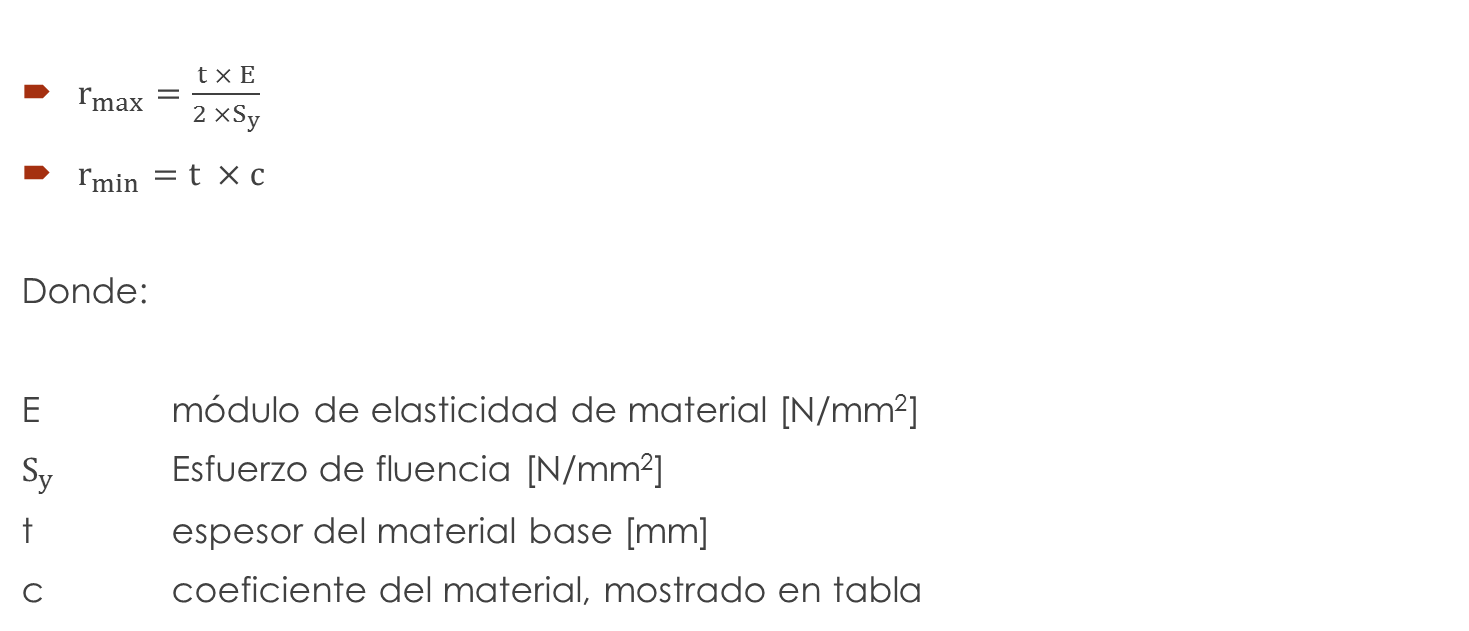 r_max = (t × E)/(2 ×S_y)
r_min = t × c
Donde:
E módulo de elasticidad de material [N/mm²]
S_y Esfuerzo de fluencia [N/mm²]
t espesor del material base [mm]
c coeficiente del material, mostrado en tabla